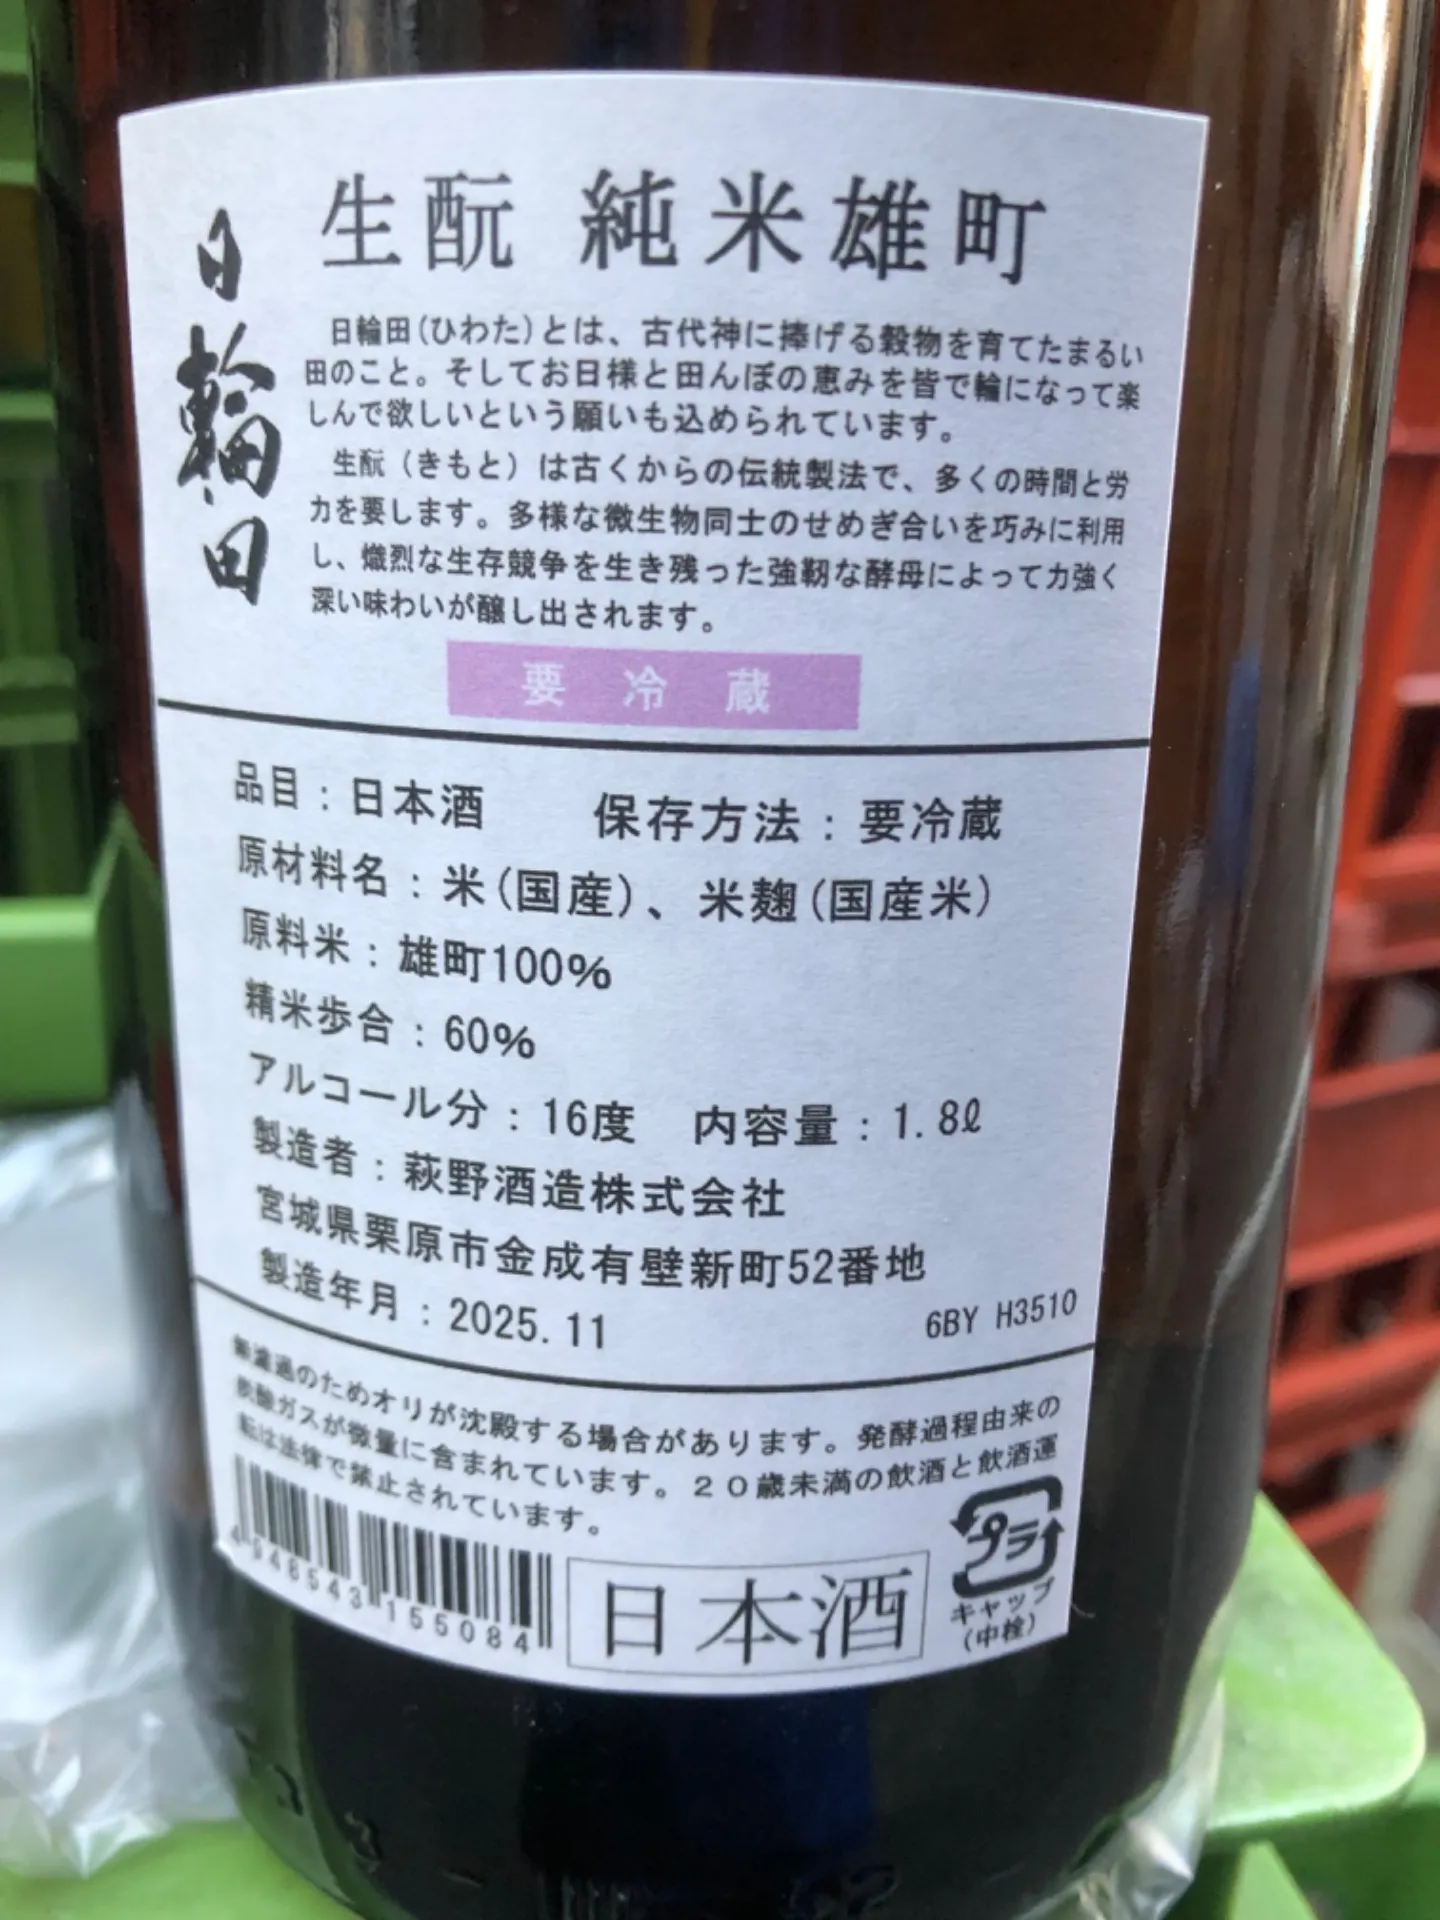 生酛 純米雄町
日輪田
日輪田(ひわた)とは、古代神に捧げる穀物を育てたまるい
田のこと。そしてお日様と田んぼの恵みを皆で輪になって楽
しんで欲しいという願いも込められています。
生酛（きもと）は古くからの伝統製法で、多くの時間と労
力を要します。多様な微生物同士のせめぎ合いを巧みに利用
し、熾烈な生存競争を生き残った強靭な酵母によって力強く
深い味わいが醸し出されます。
要冷蔵
品目：日本酒　保存方法：要冷蔵
原材料名：米(国産)、米麹(国産米)
原料米：雄町100%
精米歩合：60%
アルコール分：16度　内容量：1.8ℓ
製造者：萩野酒造株式会社
宮城県栗原市金成有壁新町52番地
製造年月：2025.11
6BY H3510
無濾過のためオリが沈殿する場合があります。発酵過程由来の
炭酸ガスが微量に含まれています。２０歳未満の飲酒と飲酒運
転は法律で禁止されています。
4948543155084
日本酒
プラ
キャップ
(中栓)